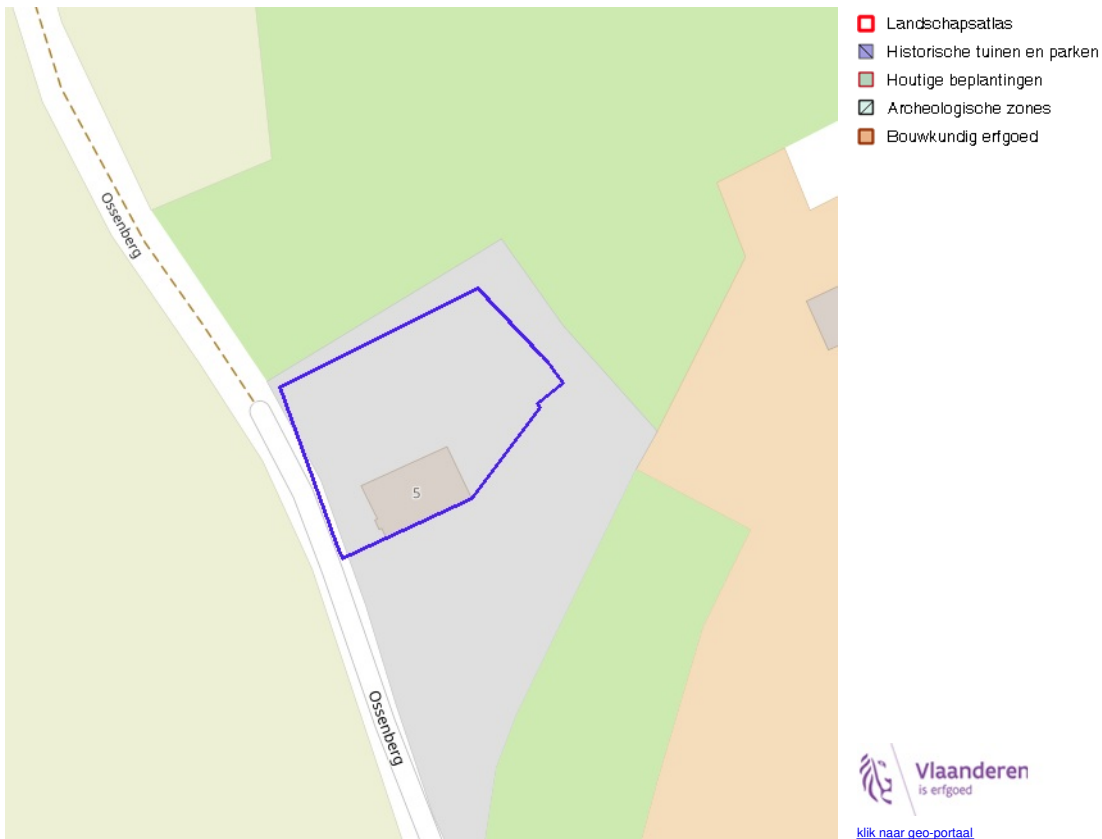 Landschapsatlas
Historische tuinen en parken
Houtige beplantingen
Archeologische zones
Bouwkundig erfgoed
Ossenberg
5
Ossenberg
Vlaanderen
is erfgoed
klik naar geo-portaal